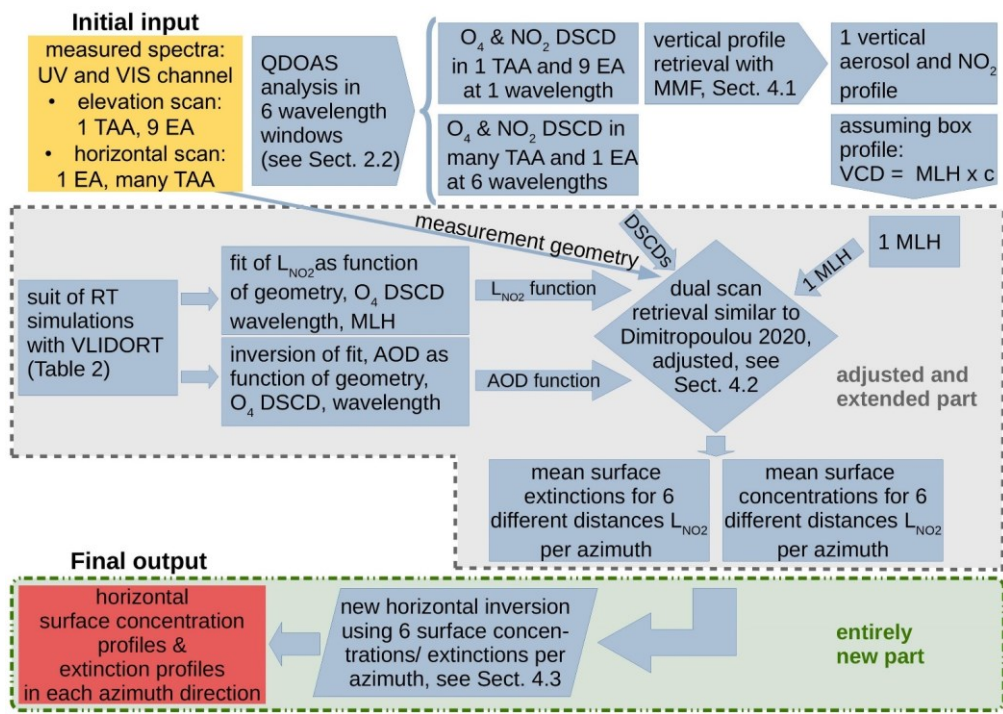 Initial input
measured spectra:
UV and VIS channel
• elevation scan:
1 TAA, 9 EA
• horizontal scan:
1 EA, many TAA
QDOAS
analysis in
6 wavelength
windows
(see Sect. 2.2)
O₄ & NO₂ DSCD
in 1 TAA and 9 EA
at 1 wavelength
O₄ & NO₂ DSCD in
many TAA and 1 EA
at 6 wavelengths
vertical profile
retrieval with
MMF, Sect. 4.1
1 vertical
aerosol and NO₂
profile
assuming box
profile:
VCD = MLH x c
measurement geometry
DSCDs
1 MLH
1 MLH
suit of RT
simulations
with VLIDORT
(Table 2)
fit of L_NO2 as function
of geometry, O₄ DSCD
wavelength, MLH
L_NO2 function
inversion of fit, AOD as
function of geometry,
O₄ DSCD, wavelength
AOD function
dual scan
retrieval similar to
Dimitropoulou 2020,
adjusted, see
Sect. 4.2
adjusted and
extended part
mean surface
extinctions for 6
different distances L_NO2
per azimuth
mean surface
concentrations for 6
different distances L_NO2
per azimuth
Final output
horizontal
surface concentration
profiles &
extinction profiles
in each azimuth direction
new horizontal inversion
using 6 surface concen-
trations/ extinctions per
azimuth, see Sect. 4.3
entirely
new part